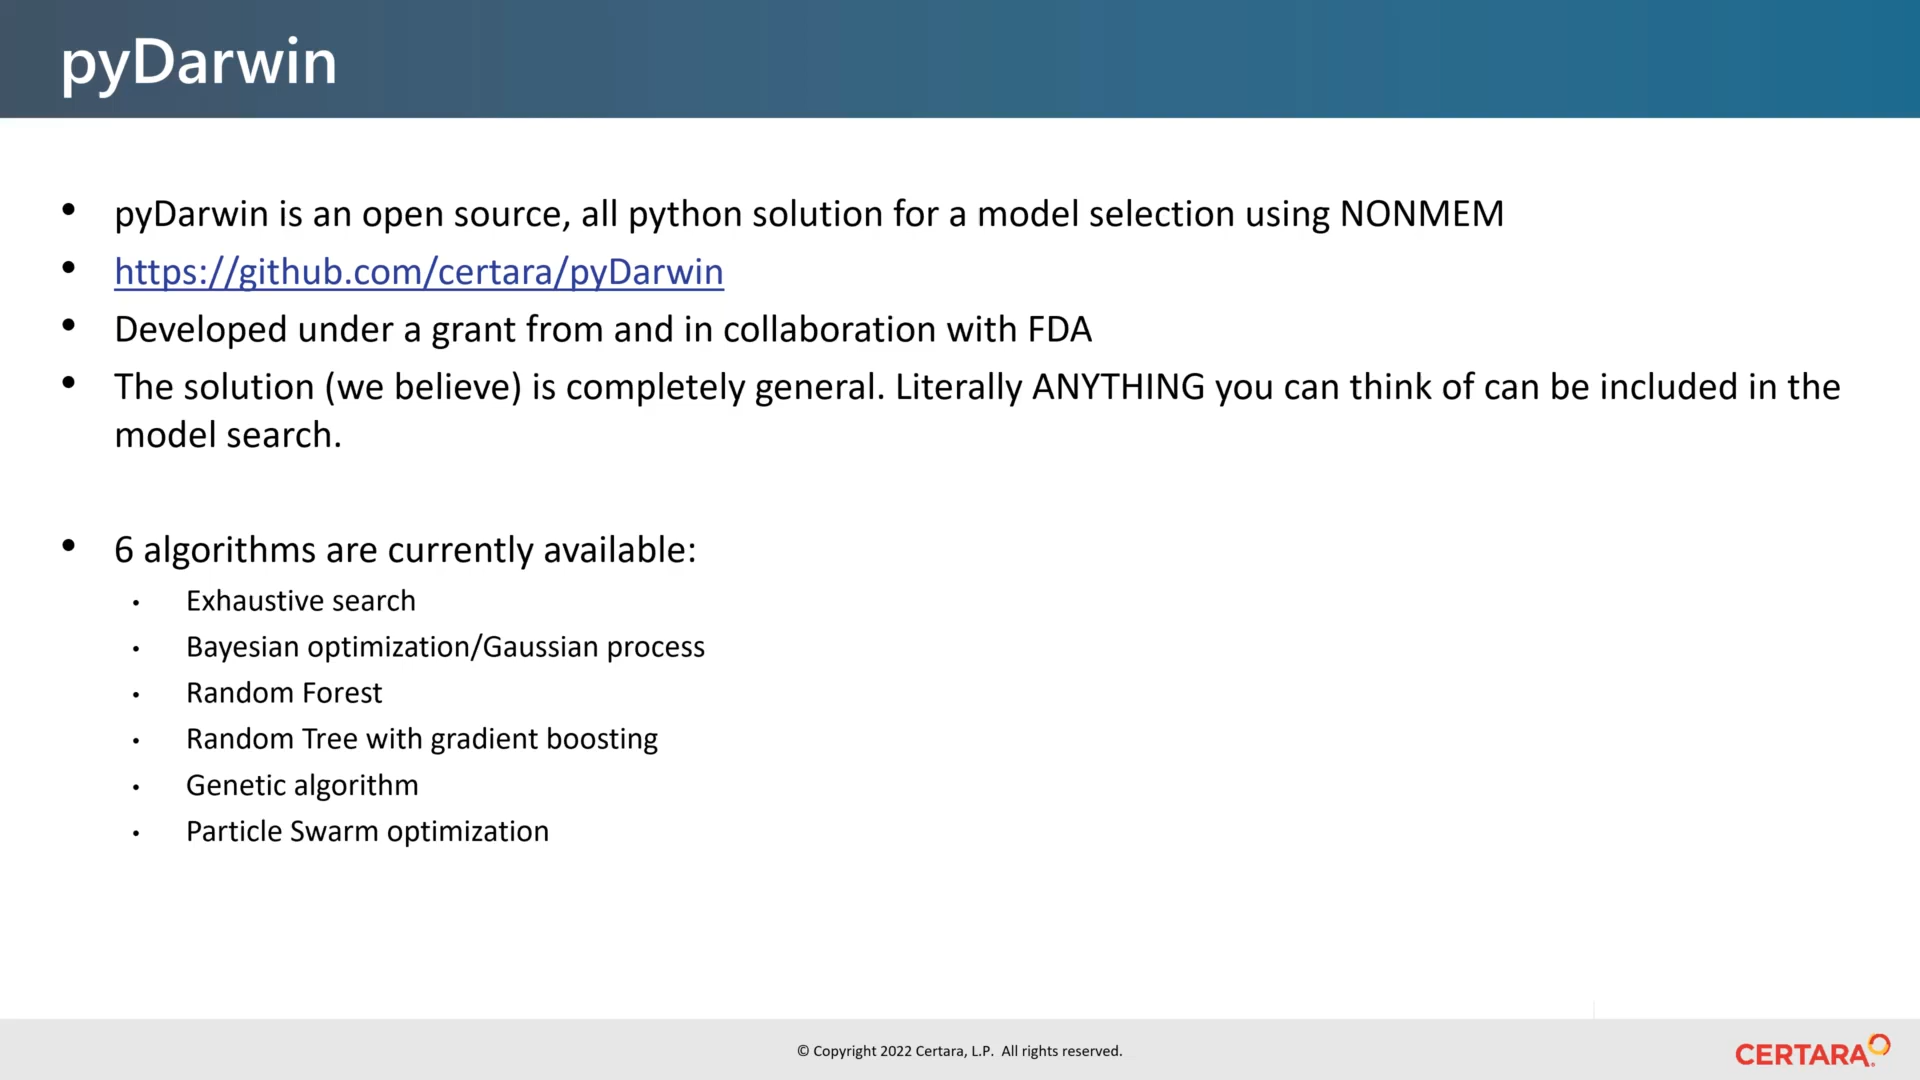 pyDarwin
• pyDarwin is an open source, all python solution for a model selection using NONMEM
• https://github.com/certara/pyDarwin
• Developed under a grant from and in collaboration with FDA
• The solution (we believe) is completely general. Literally ANYTHING you can think of can be included in the
model search.
• 6 algorithms are currently available:
• Exhaustive search
• Bayesian optimization/Gaussian process
• Random Forest
• Random Tree with gradient boosting
• Genetic algorithm
• Particle Swarm optimization
© Copyright 2022 Certara, L.P. All rights reserved.
CERTARA